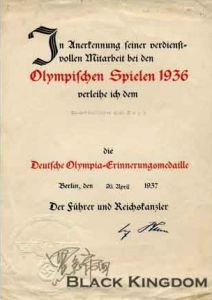 In Anerkennung seiner verdienst-
vollen Mitarbeit bei den
Olympischen Spielen 1936
verleihe ich dem
die
Deutsche Olympia-Erinnerungsmedaille
Berlin, den 20. April 1937
Der Führer und Reichskanzler
BLACK KINGDOM